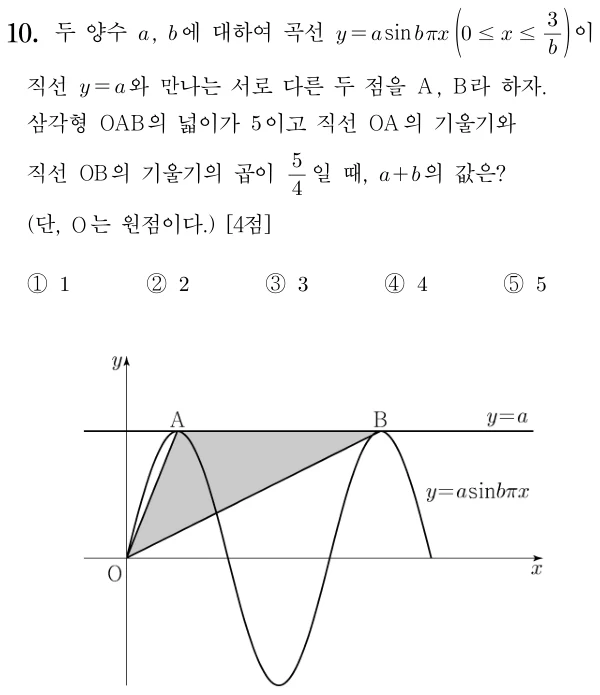 10. 두 양수 a, b에 대하여 곡선 y=a sin bπx (0 ≤ x ≤ 3/b)이
직선 y=a와 만나는 서로 다른 두 점을 A, B라 하자.
삼각형 OAB의 넓이가 5이고 직선 OA의 기울기와
직선 OB의 기울기의 곱이 5/4일 때, a+b의 값은?
(단, O는 원점이다.) [4점]
① 1 ② 2 ③ 3 ④ 4 ⑤ 5
y
A B y=a
y=a sin bπx
O x